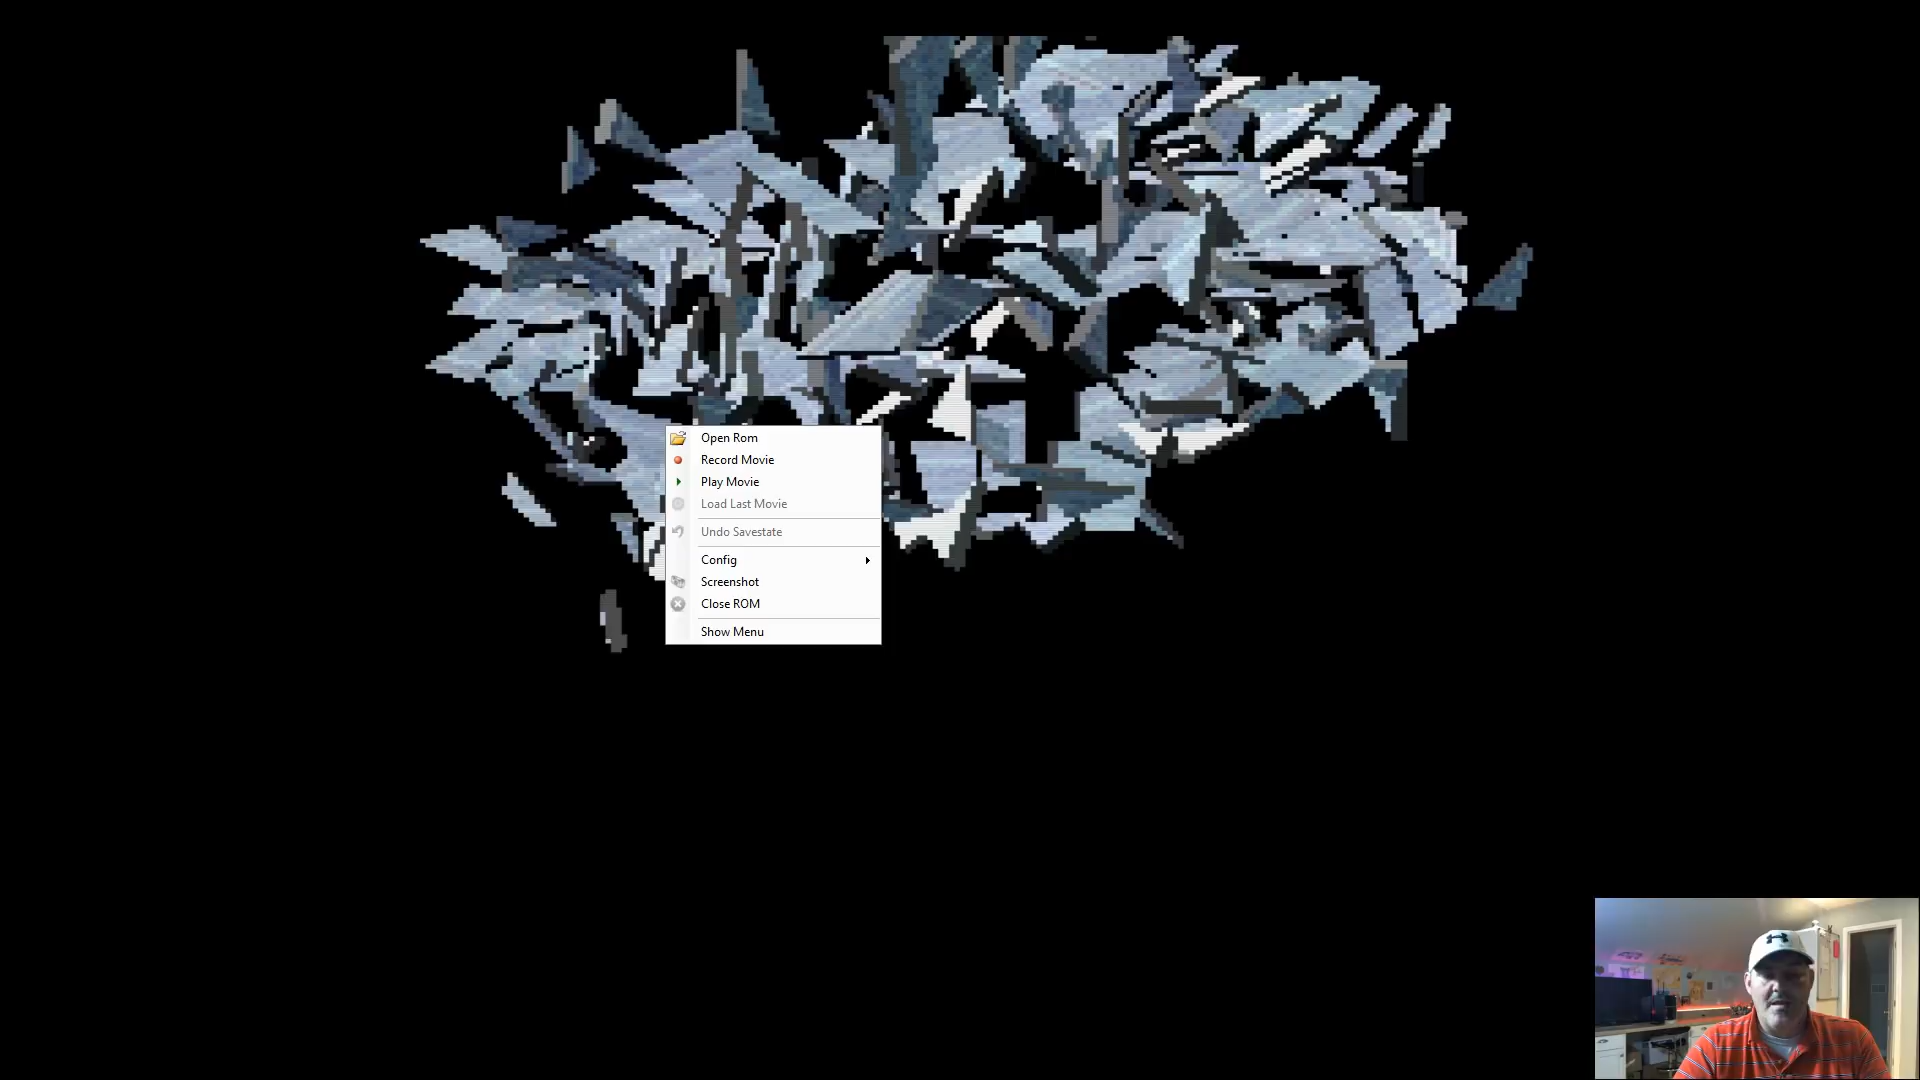 Open Rom
Record Movie
Play Movie
Load Last Movie
Undo Savestate
Config
Screenshot
Close ROM
Show Menu